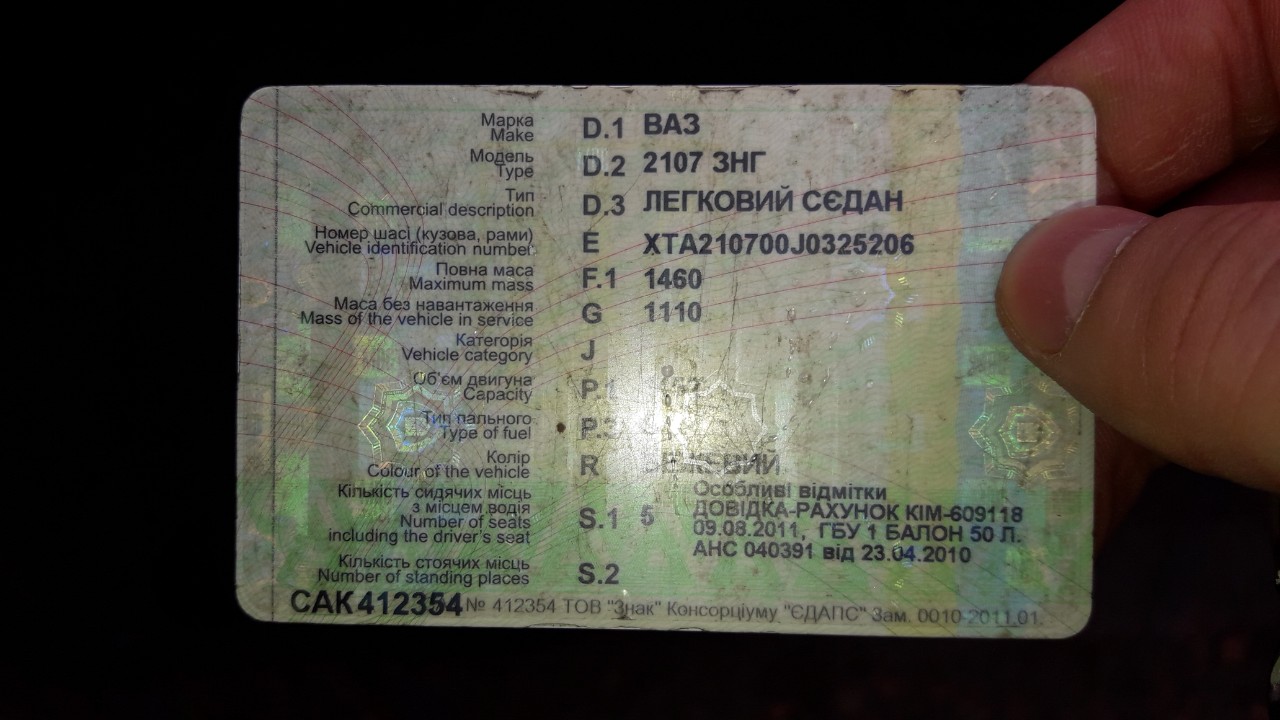 Марка
Make D.1 ВАЗ
Модель
Type D.2 2107 ЗНГ
Тип
Commercial description D.3 ЛЕГКОВИЙ СЄДАН
Номер шасі (кузова, рами)
Vehicle identification number E XTA210700J0325206
Повна маса
Maximum mass F.1 1460
Маса без навантаження
Mass of the vehicle in service G 1110
Категорія
Vehicle category J
Об'єм двигуна
Capacity P.1
Тип пального
Type of fuel
Колір
Colour of the vehicle R
Кількість сидячих місць
з місцем водія
Number of seats
including the driver's seat S.1 5
Особливі відмітки
ДОВІДКА-РАХУНОК КІМ-609118
09.08.2011, ГБУ 1 БАЛОН 50 Л.
АНС 040391 від 23.04.2010
Кількість стоячих місць
Number of standing places S.2
САК412354 № 412354 ТОВ "Знак" Консорціуму "ЄДАПС" Зам. 0010-2011.01.